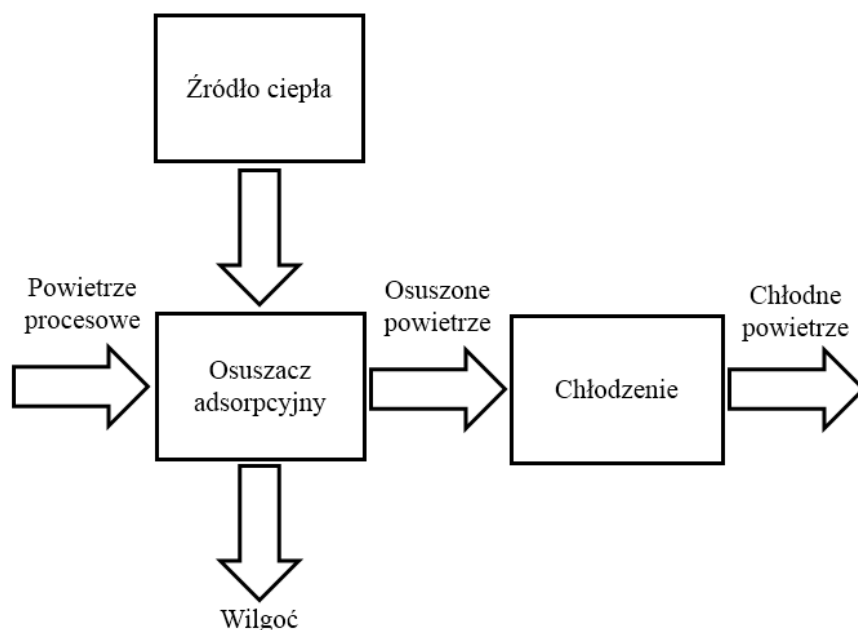 Źródło ciepła
Powietrze
procesowe
Osuszacz
adsorpcyjny
Osuszone
powietrze
Chłodzenie
Chłodne
powietrze
Wilgoć